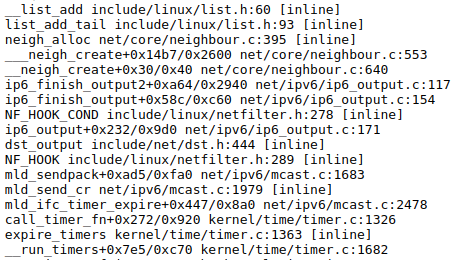 __list_add include/linux/list.h:60 [inline]
list_add_tail include/linux/list.h:93 [inline]
neigh_alloc net/core/neighbour.c:395 [inline]
___neigh_create+0x14b7/0x2600 net/core/neighbour.c:553
__neigh_create+0x30/0x40 net/core/neighbour.c:640
ip6_finish_output2+0xa64/0x2940 net/ipv6/ip6_output.c:117
ip6_finish_output+0x58c/0xc60 net/ipv6/ip6_output.c:154
NF_HOOK_COND include/linux/netfilter.h:278 [inline]
ip6_output+0x232/0x9d0 net/ipv6/ip6_output.c:171
dst_output include/net/dst.h:444 [inline]
NF_HOOK include/linux/netfilter.h:289 [inline]
mld_sendpack+0xad5/0xfa0 net/ipv6/mcast.c:1683
mld_send_cr net/ipv6/mcast.c:1979 [inline]
mld_ifc_timer_expire+0x447/0x8a0 net/ipv6/mcast.c:2478
call_timer_fn+0x272/0x920 kernel/time/timer.c:1326
expire_timers kernel/time/timer.c:1363 [inline]
__run_timers+0x7e5/0xc70 kernel/time/timer.c:1682